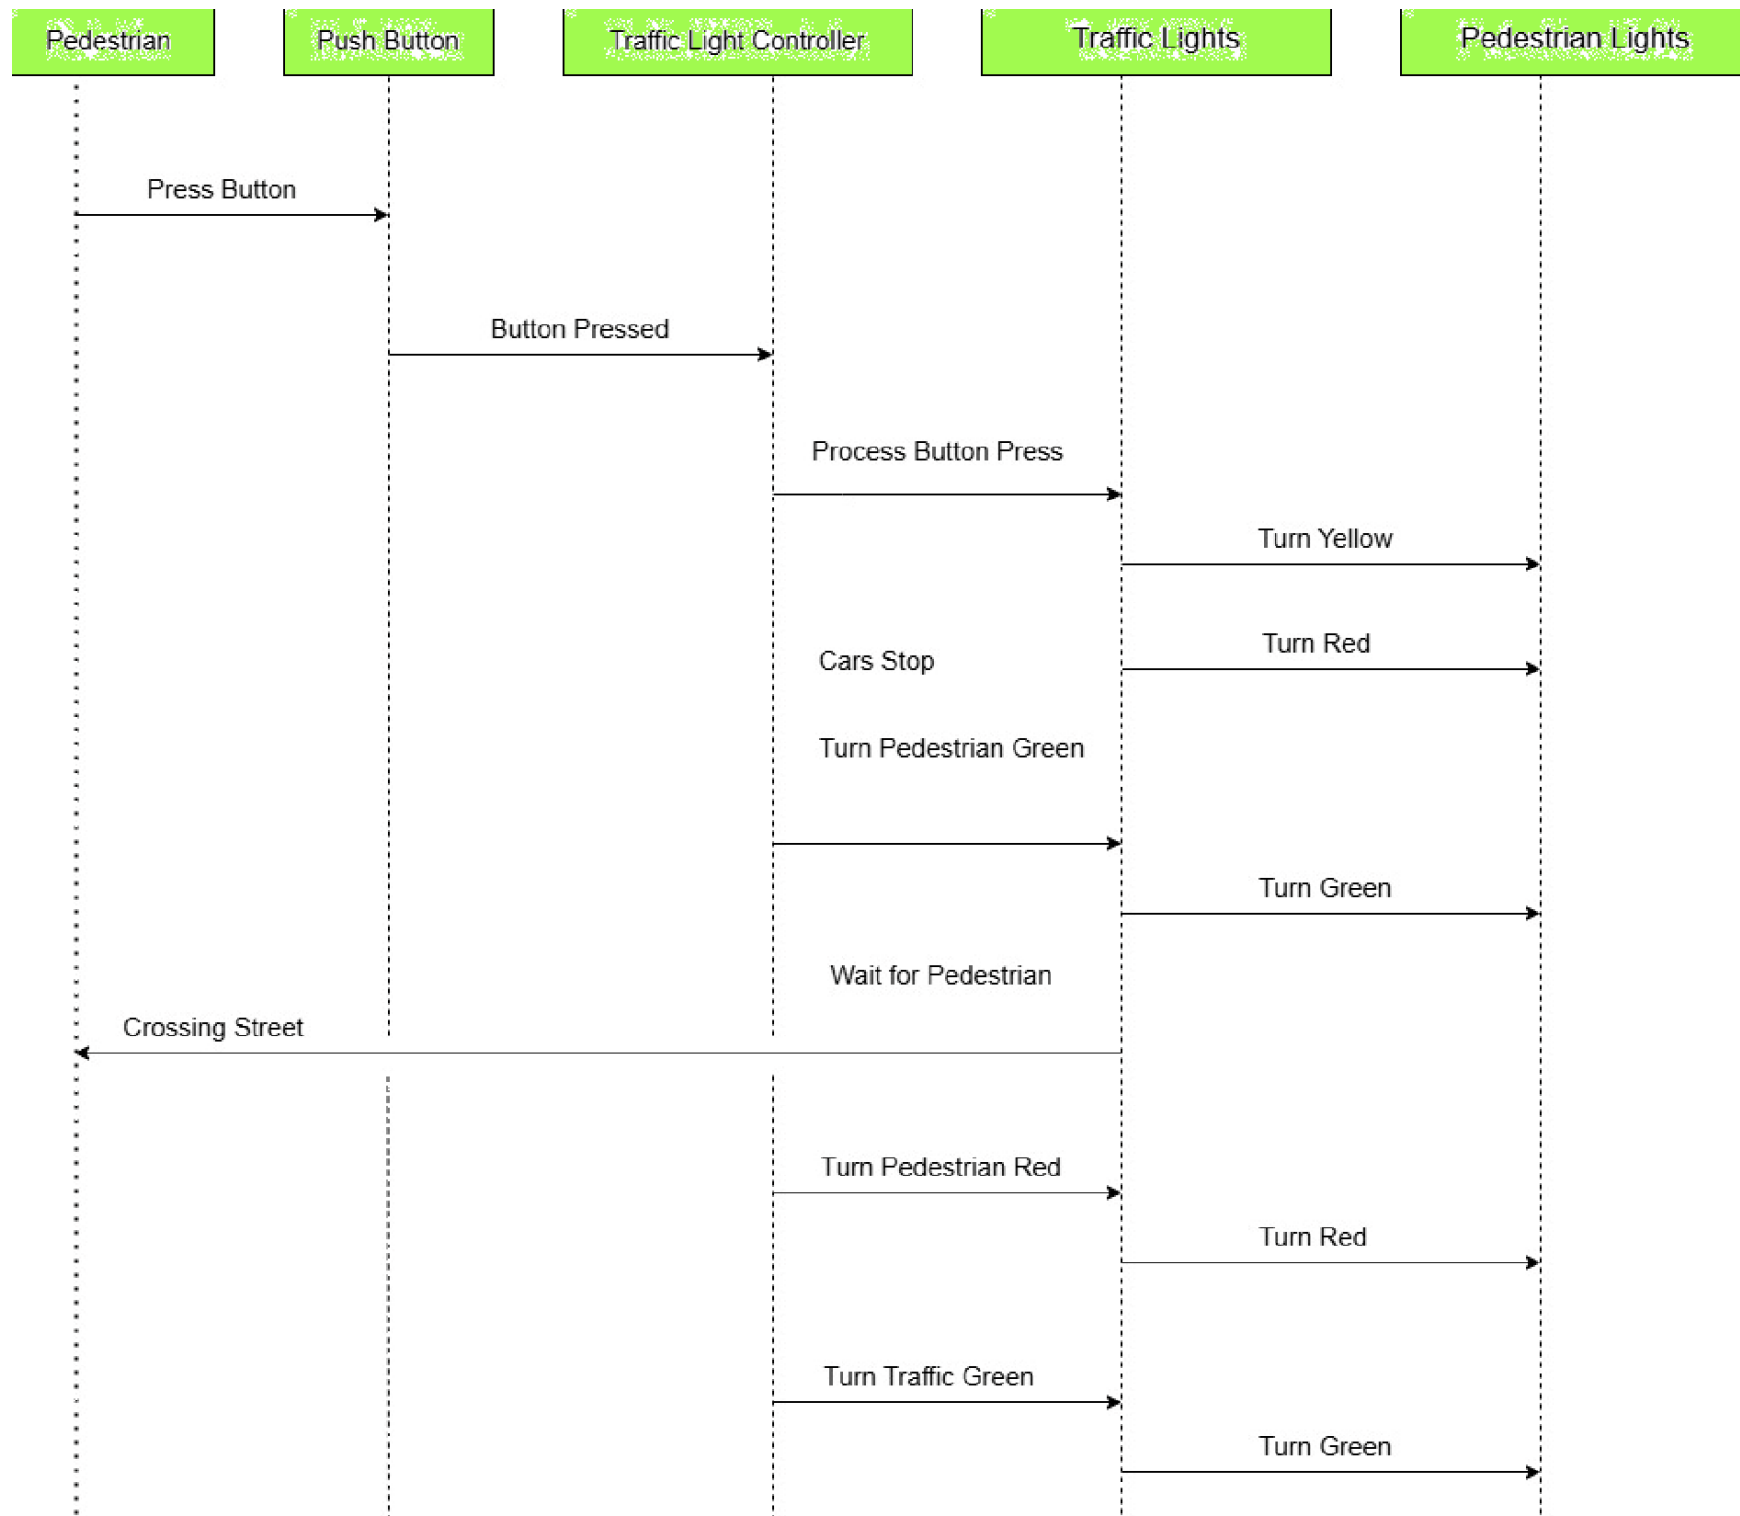 Pedestrian
Push Button
Traffic Light Controller
Traffic Lights
Pedestrian Lights
Press Button
Button Pressed
Process Button Press
Turn Yellow
Turn Red
Cars Stop
Turn Pedestrian Green
Turn Green
Wait for Pedestrian
Crossing Street
Turn Pedestrian Red
Turn Red
Turn Traffic Green
Turn Green